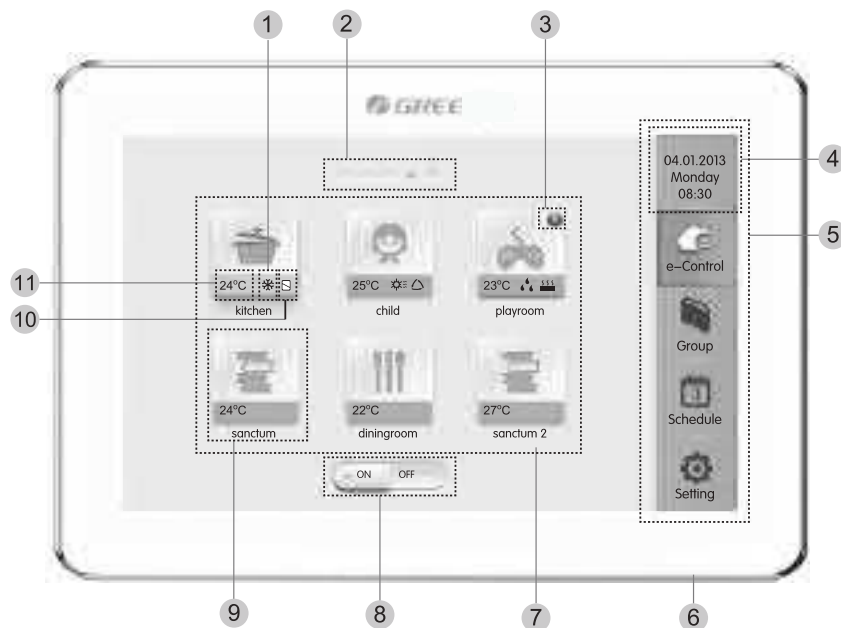 1
2
3
GREE
4
04.01.2013
Monday
08:30
5
e–Control
11
24°C
25°C
23°C
10
kitchen
child
playroom
Group
24°C
22°C
27°C
Schedule
sanctum
diningroom
sanctum 2
ON OFF
Setting
9
8
7
6